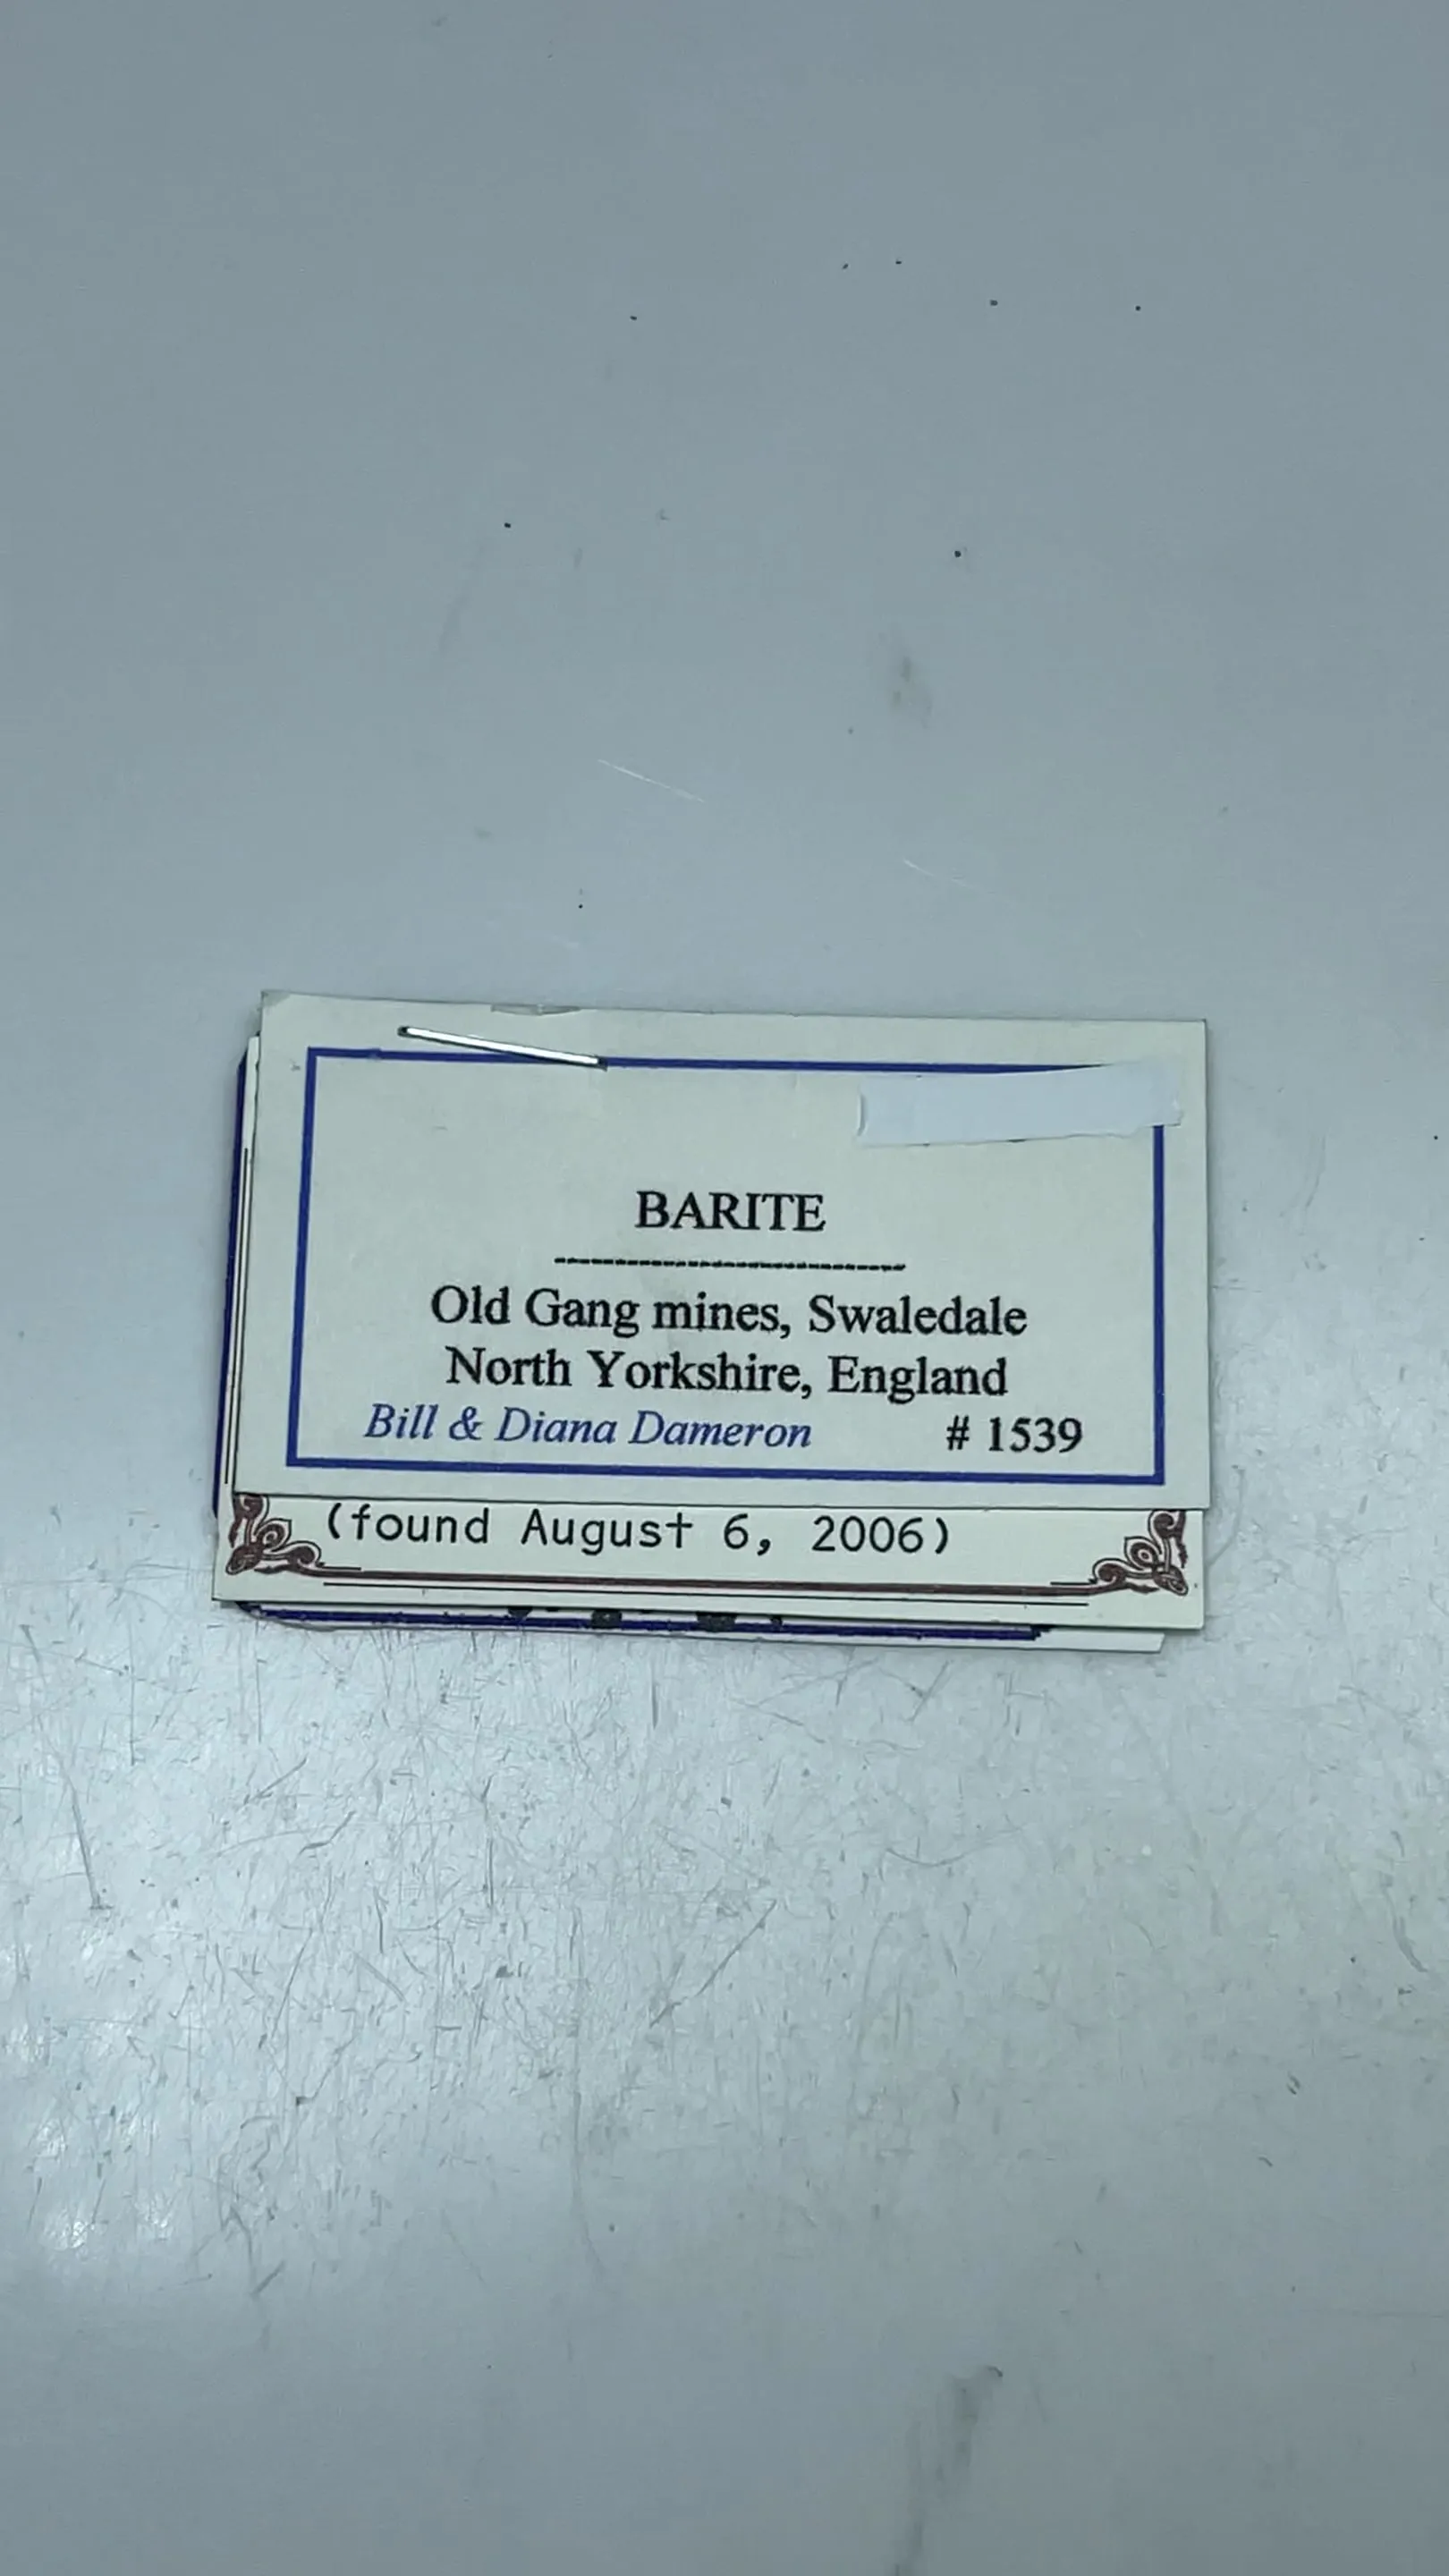 BARITE
Old Gang mines, Swaledale
North Yorkshire, England
Bill & Diana Dameron # 1539
(found August 6, 2006)